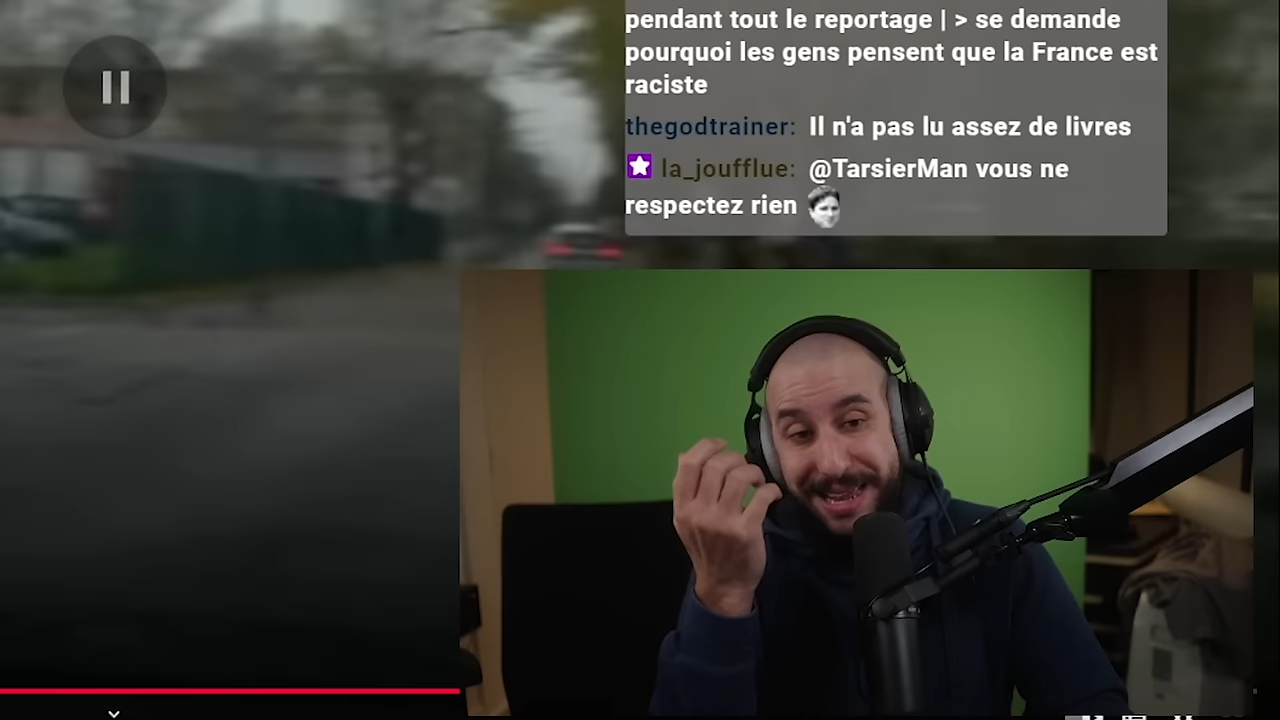 pendant tout le reportage | > se demande
pourquoi les gens pensent que la France est
raciste
thegodtrainer: Il n'a pas lu assez de livres
la_joufflue: @TarsierMan vous ne
respectez rien